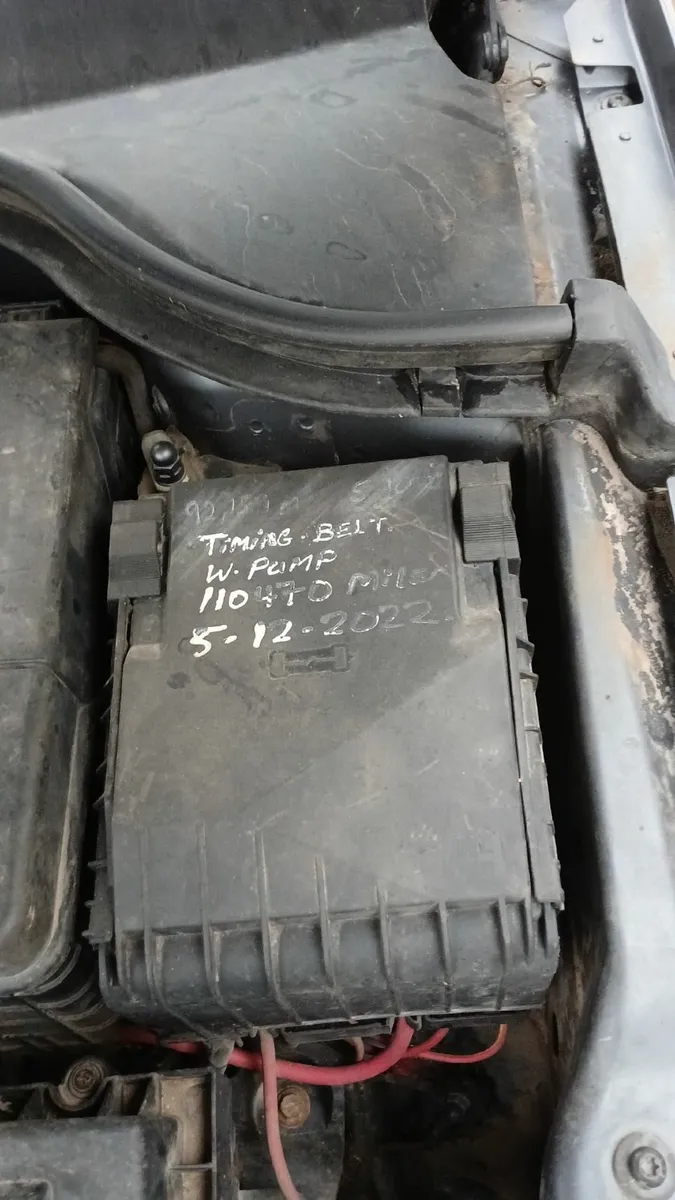 TIMING.BELT.
W.PUMP
110470 Miles
5.12.2022.